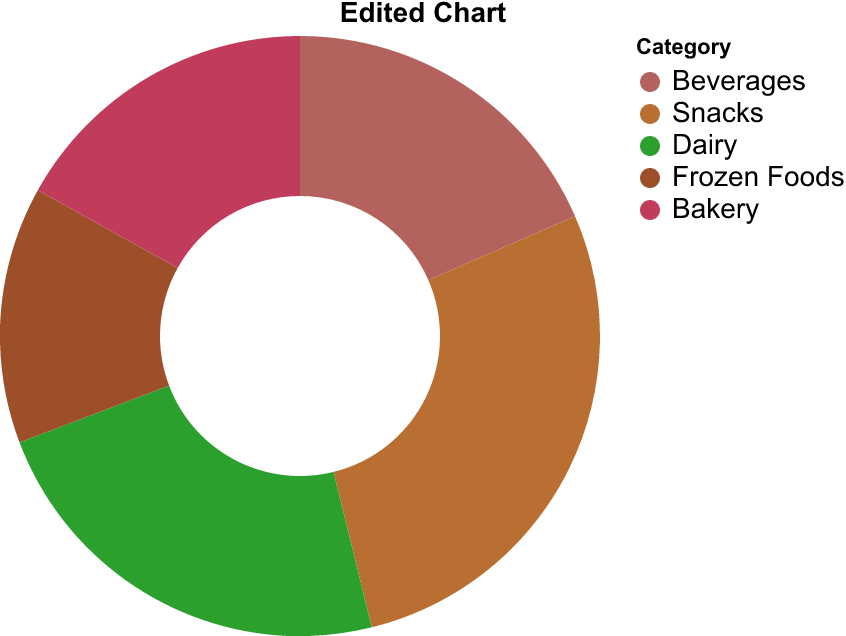 Edited Chart
Category
Beverages
Snacks
Dairy
Frozen Foods
Bakery